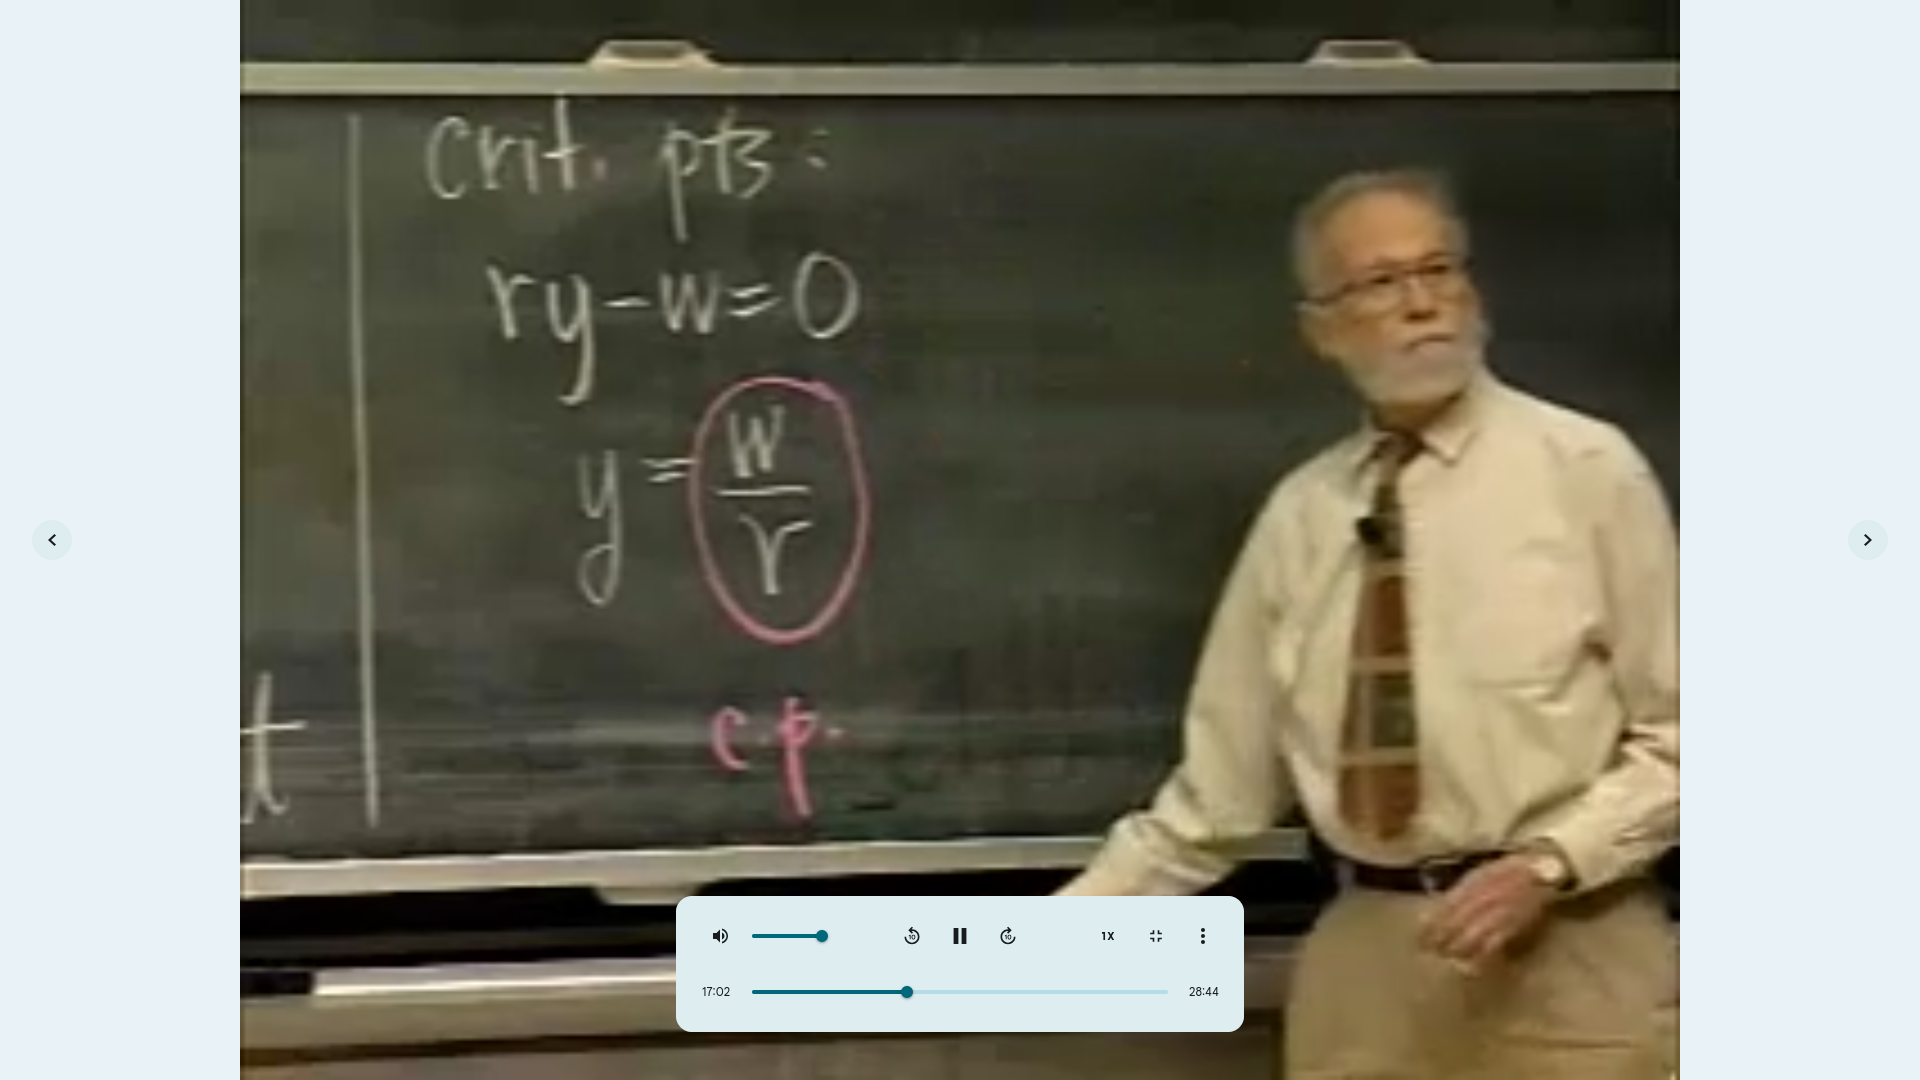 crit. pts:
ry-w=0
y = w/r
c.p.
t
1X
17:02
28:44